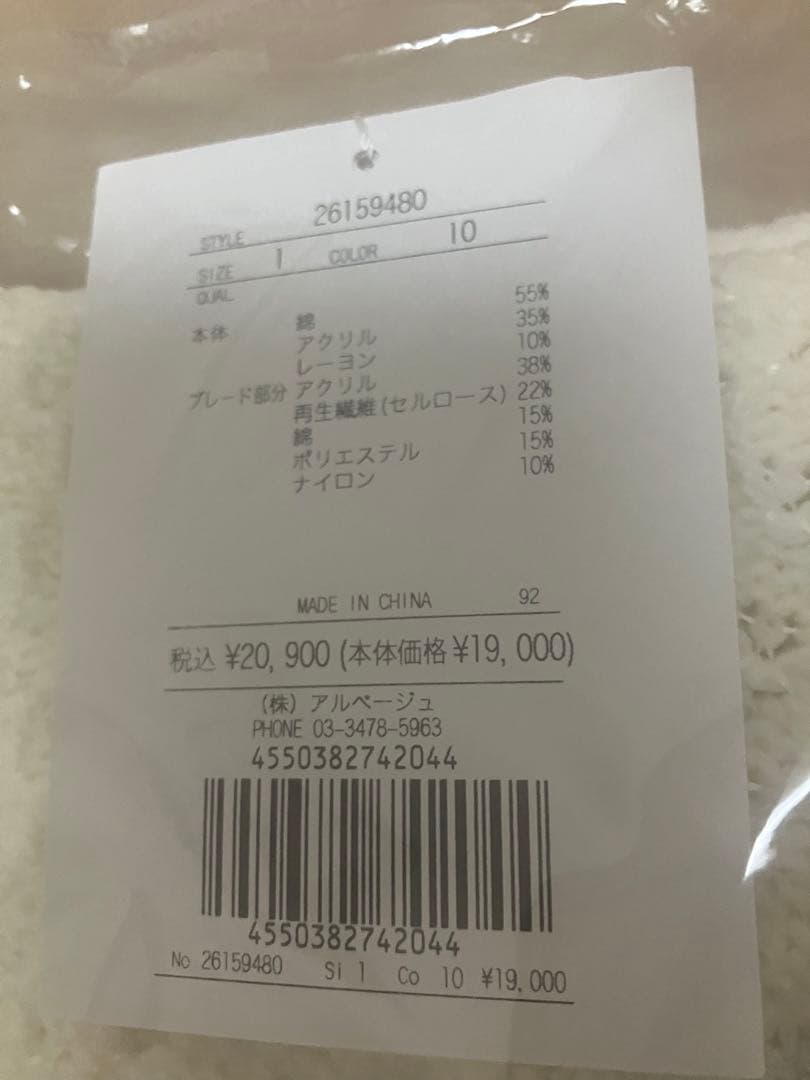 STYLE 26159480
SIZE 1 COLOR 10
QUAL
本体 綿 55%
アクリル 35%
レーヨン 10%
ブレード部分 アクリル 38%
再生繊維(セルロース) 22%
綿 15%
ポリエステル 15%
ナイロン 10%
MADE IN CHINA 92
税込 ¥20,900 (本体価格¥19,000)
(株) アルページュ
PHONE 03-3478-5963
4550382742044
4550382742044
No 26159480 Si 1 Co 10 ¥19,000